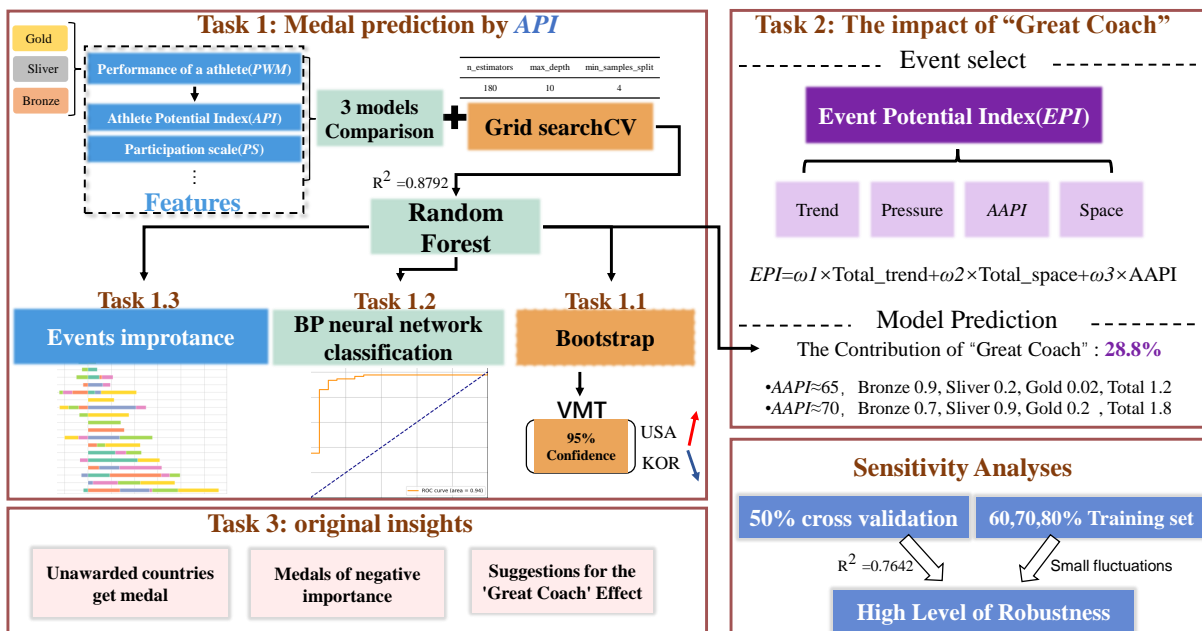 Task 1: Medal prediction by API
Gold
Sliver
Bronze
Performance of a athlete(PWM)
Athlete Potential Index(API)
Participation scale(PS)
⋮
Features
3 models
Comparison
n_estimators max_depth min_samples_split
180 10 4
Grid searchCV
R² =0.8792
Random
Forest
Task 1.3
Events improtance
Task 1.2
BP neural network
classification
ROC curve (area = 0.94)
Task 1.1
Bootstrap
VMT
95%
Confidence
USA
KOR
Task 2: The impact of “Great Coach”
Event select
Event Potential Index(EPI)
Trend Pressure AAPI Space
EPI=ω1×Total_trend+ω2×Total_space+ω3×AAPI
Model Prediction
The Contribution of “Great Coach” : 28.8%
•AAPI≈65, Bronze 0.9, Sliver 0.2, Gold 0.02, Total 1.2
•AAPI≈70, Bronze 0.7, Sliver 0.9, Gold 0.2 , Total 1.8
Task 3: original insights
Unawarded countries
get medal
Medals of negative
importance
Suggestions for the
'Great Coach' Effect
Sensitivity Analyses
50% cross validation
60,70,80% Training set
R² =0.7642
Small fluctuations
High Level of Robustness